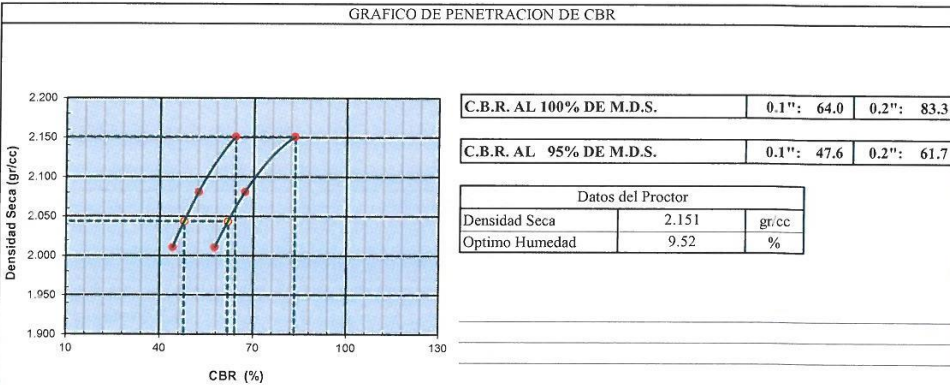 GRAFICO DE PENETRACION DE CBR
2.200
2.150
2.100
2.050
2.000
1.950
1.900
10 40 70 100 130
Densidad Seca (gr/cc)
CBR (%)
C.B.R. AL 100% DE M.D.S. 0.1": 64.0 0.2": 83.3
C.B.R. AL 95% DE M.D.S. 0.1": 47.6 0.2": 61.7
Datos del Proctor
Densidad Seca 2.151 gr/cc
Optimo Humedad 9.52 %